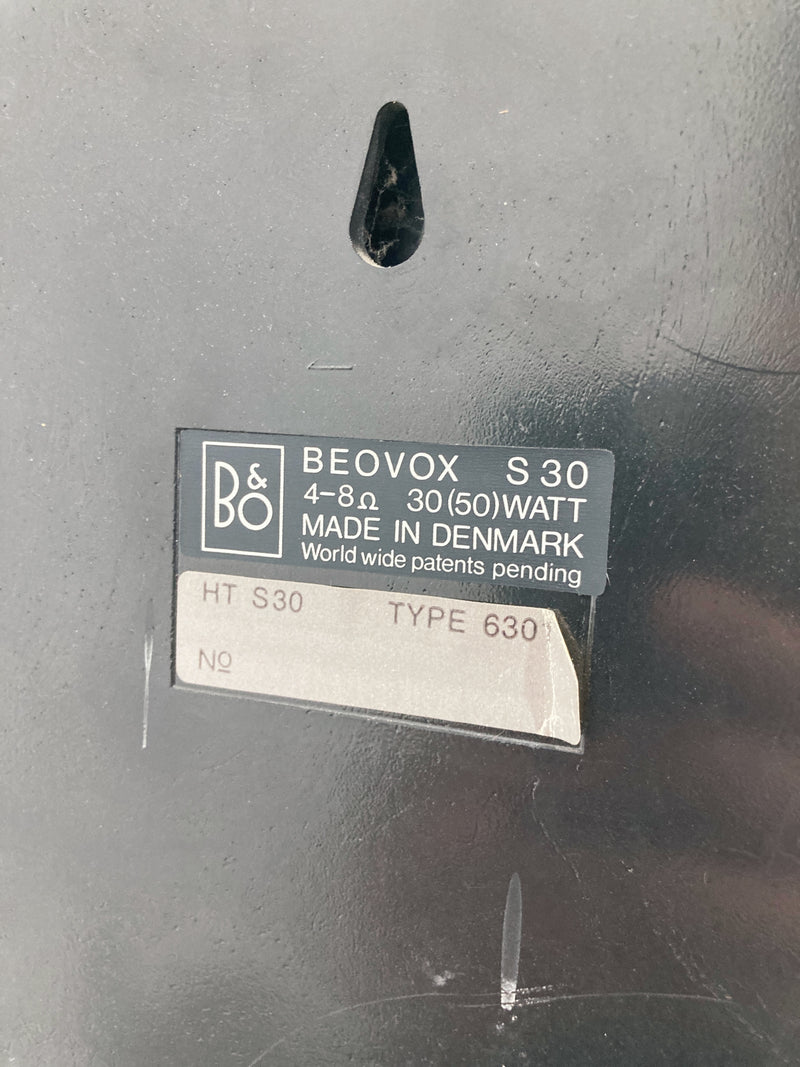 B&O
BEOVOX S 30
4-8Ω 30(50)WATT
MADE IN DENMARK
World wide patents pending
HT S30 TYPE 630
Nº